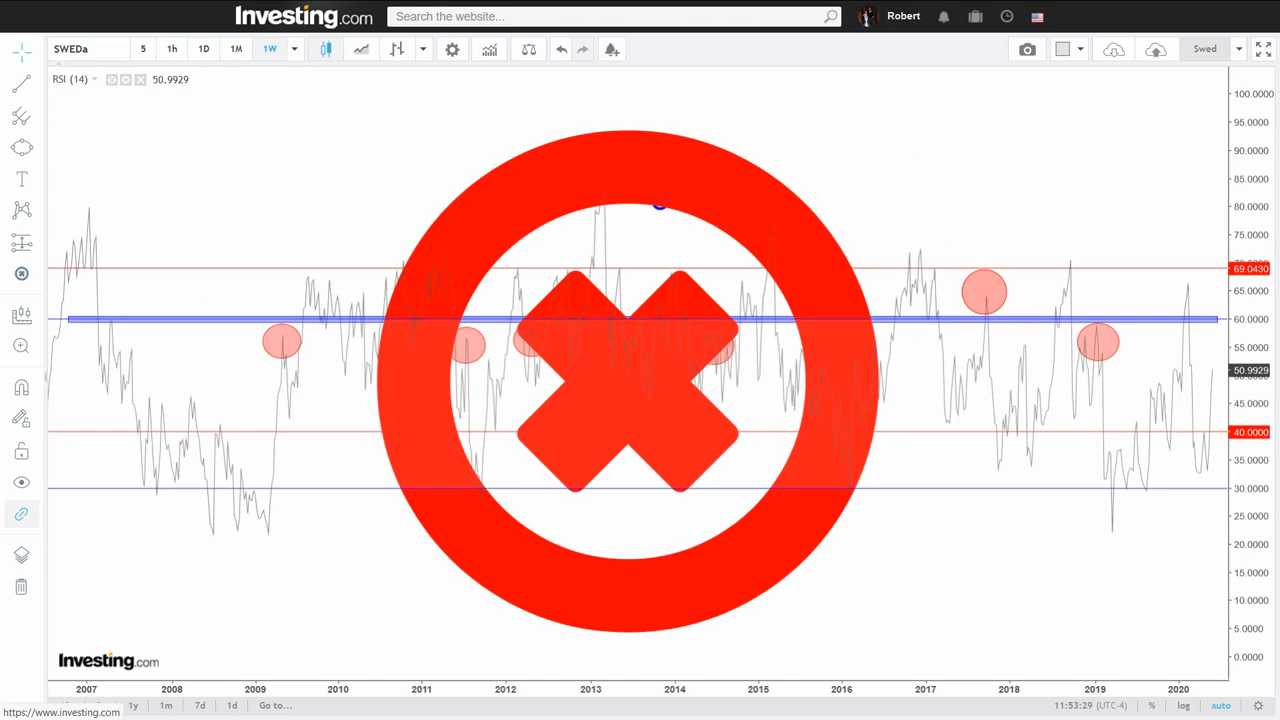 Investing.com
Search the website...
Robert
SWEDa
5 1h 1D 1M 1W
Swed
RSI (14) 50.9929
100.0000
95.0000
90.0000
85.0000
80.0000
75.0000
69.0430
65.0000
60.0000
55.0000
50.9929
45.0000
40.0000
35.0000
30.0000
25.0000
20.0000
15.0000
10.0000
5.0000
0.0000
Investing.com
2007 2008 2009 2010 2011 2012 2013 2014 2015 2016 2017 2018 2019 2020
1y 1m 7d 1d Go to...
11:53:29 (UTC-4) % log auto
https://www.investing.com